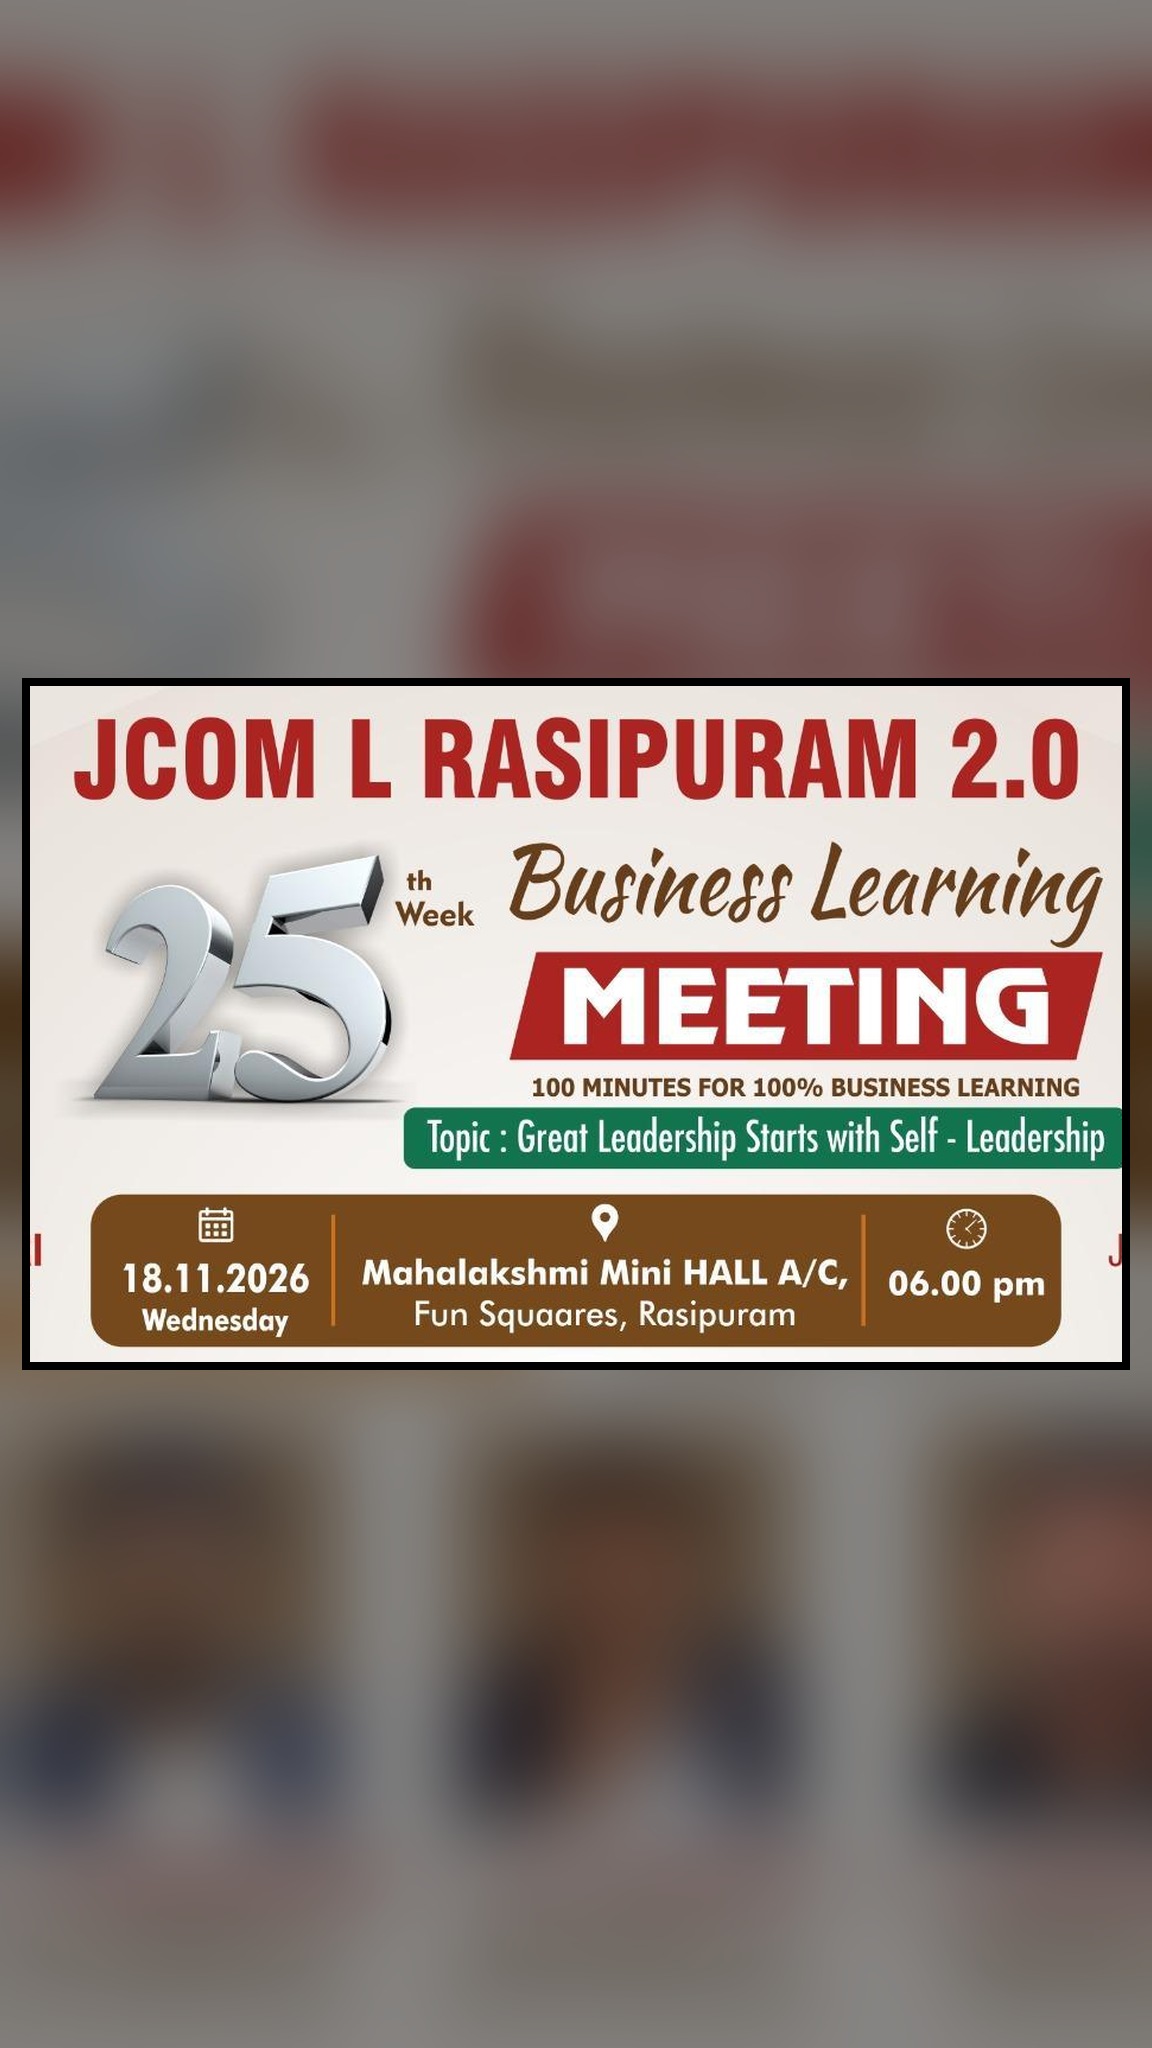 JCOM L RASIPURAM 2.0
25 th Week
Business Learning
MEETING
100 MINUTES FOR 100% BUSINESS LEARNING
Topic : Great Leadership Starts with Self - Leadership
18.11.2026
Wednesday
Mahalakshmi Mini HALL A/C,
Fun Squaares, Rasipuram
06.00 pm